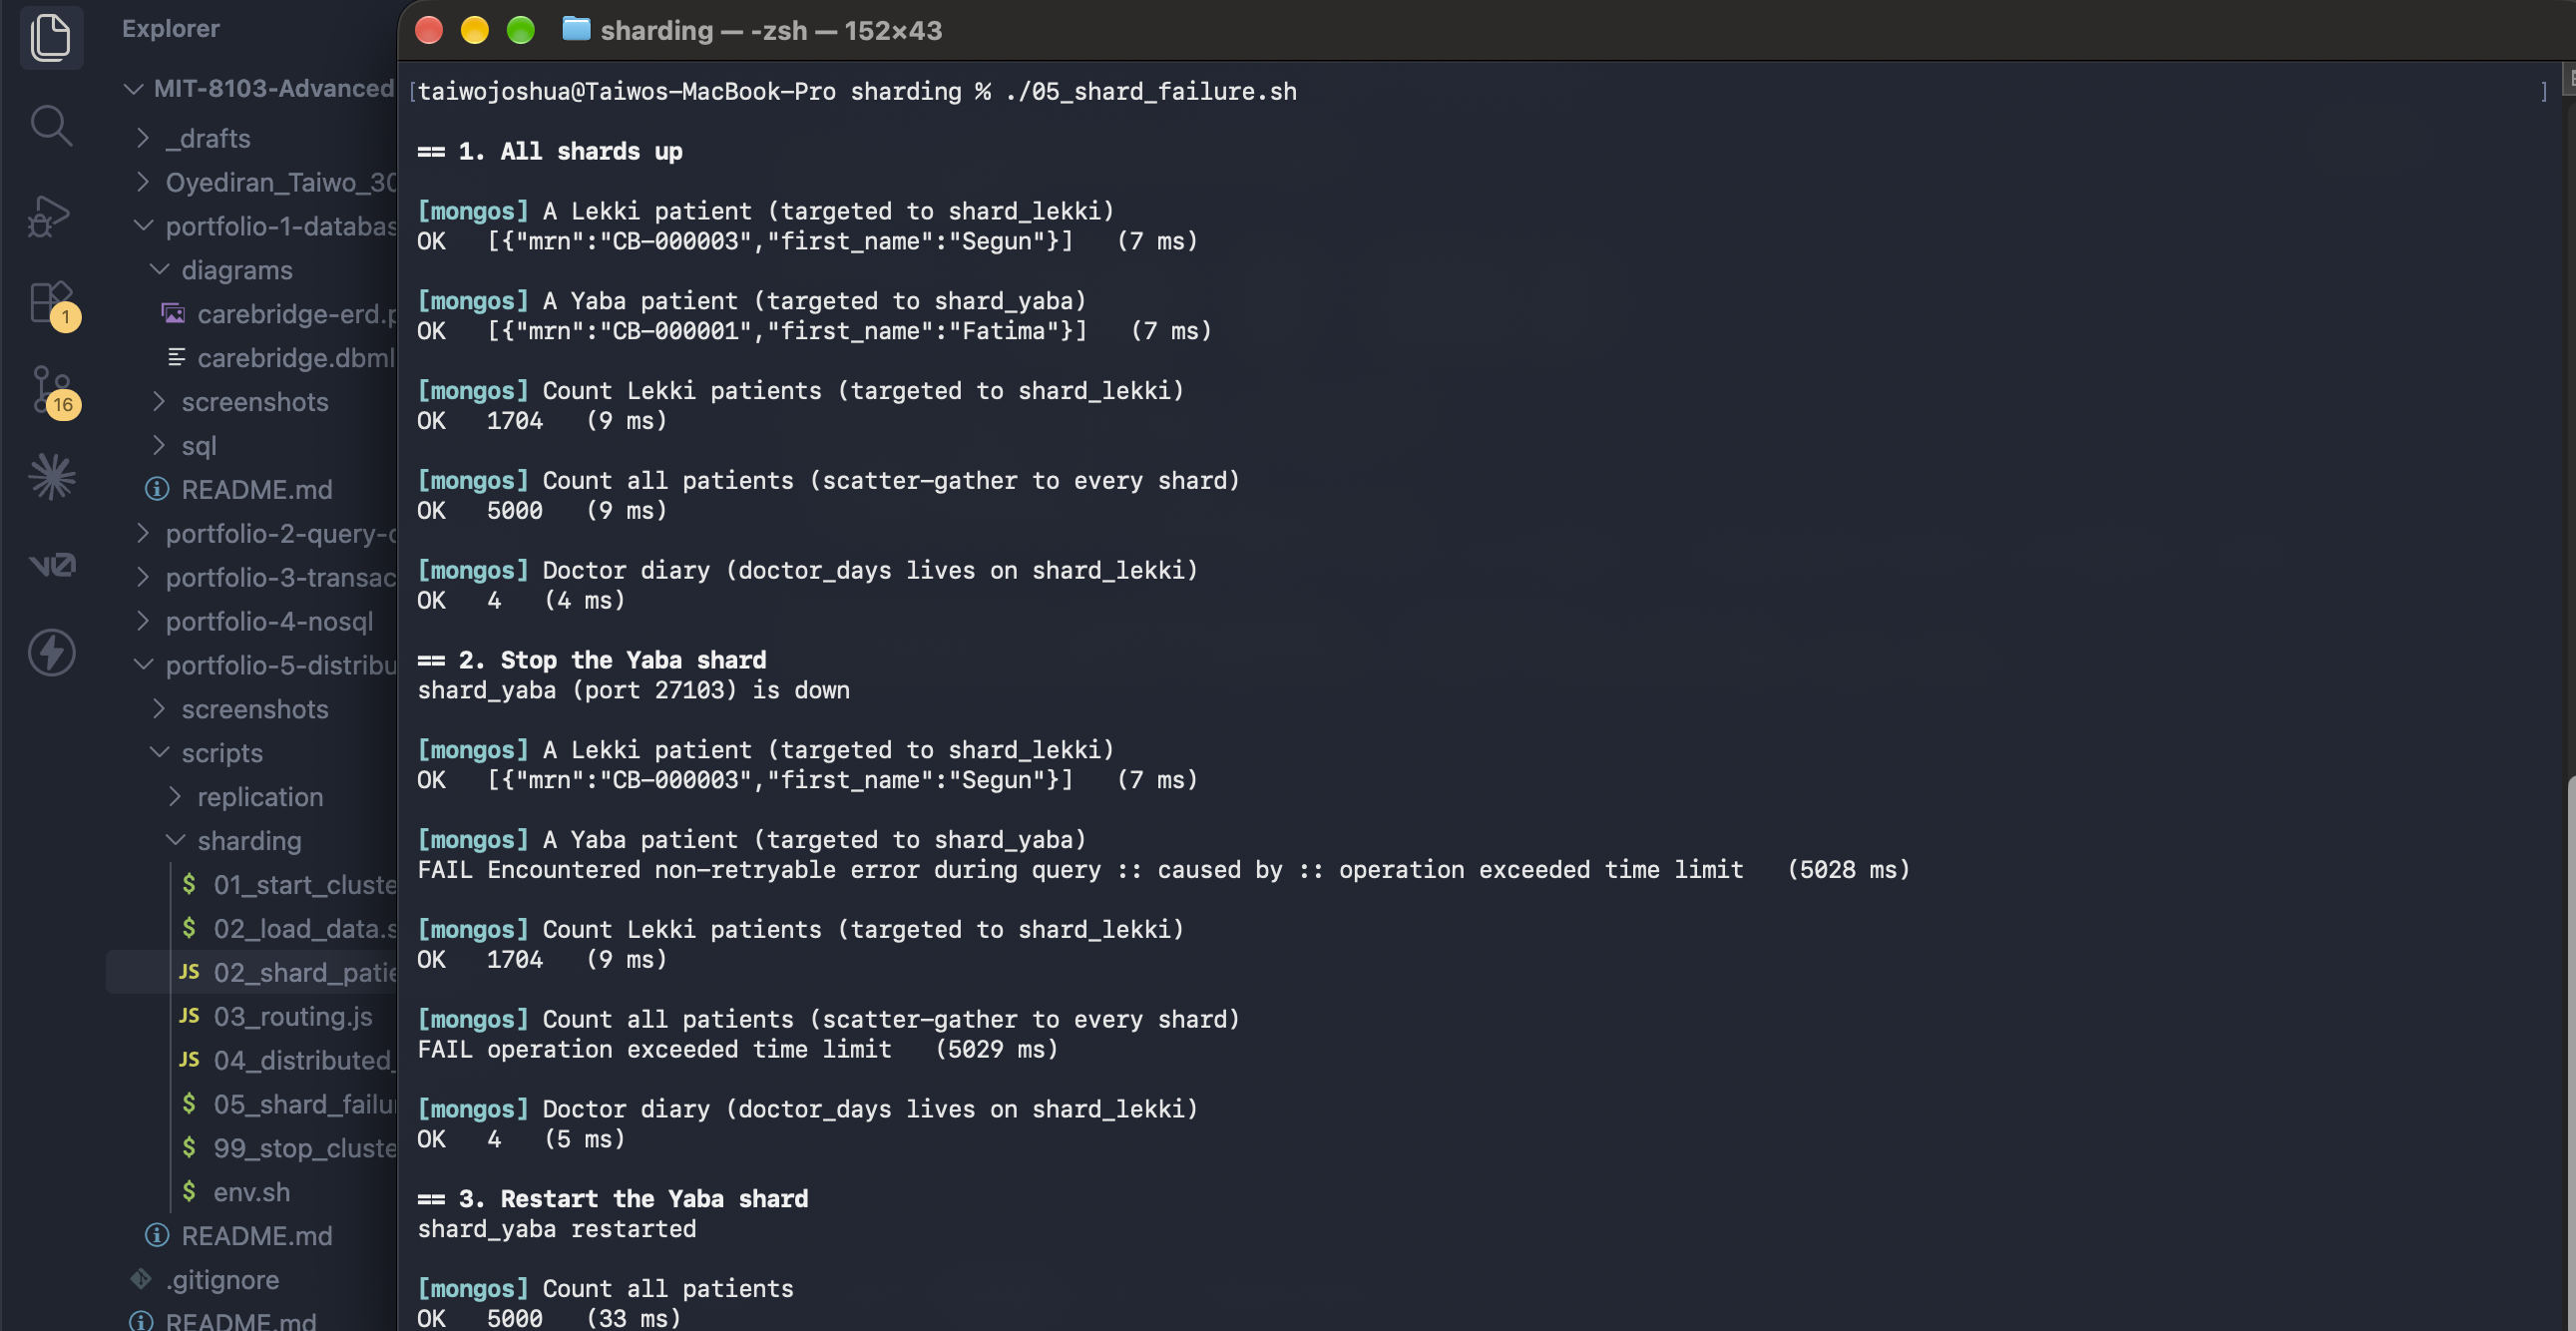 Explorer
MIT-8103-Advanced
_drafts
Oyediran_Taiwo_30
portfolio-1-databas
diagrams
carebridge-erd.p
carebridge.dbml
screenshots
sql
README.md
portfolio-2-query-o
portfolio-3-transac
portfolio-4-nosql
portfolio-5-distribu
screenshots
scripts
replication
sharding
$ 01_start_cluste
$ 02_load_data.s
JS 02_shard_patie
JS 03_routing.js
JS 04_distributed_
$ 05_shard_failur
$ 99_stop_cluste
$ env.sh
README.md
.gitignore
README.md
1
16
v0
sharding — -zsh — 152×43
[taiwojoshua@Taiwos-MacBook-Pro sharding % ./05_shard_failure.sh ]
== 1. All shards up
[mongos] A Lekki patient (targeted to shard_lekki)
OK [{"mrn":"CB-000003","first_name":"Segun"}] (7 ms)
[mongos] A Yaba patient (targeted to shard_yaba)
OK [{"mrn":"CB-000001","first_name":"Fatima"}] (7 ms)
[mongos] Count Lekki patients (targeted to shard_lekki)
OK 1704 (9 ms)
[mongos] Count all patients (scatter-gather to every shard)
OK 5000 (9 ms)
[mongos] Doctor diary (doctor_days lives on shard_lekki)
OK 4 (4 ms)
== 2. Stop the Yaba shard
shard_yaba (port 27103) is down
[mongos] A Lekki patient (targeted to shard_lekki)
OK [{"mrn":"CB-000003","first_name":"Segun"}] (7 ms)
[mongos] A Yaba patient (targeted to shard_yaba)
FAIL Encountered non-retryable error during query :: caused by :: operation exceeded time limit (5028 ms)
[mongos] Count Lekki patients (targeted to shard_lekki)
OK 1704 (9 ms)
[mongos] Count all patients (scatter-gather to every shard)
FAIL operation exceeded time limit (5029 ms)
[mongos] Doctor diary (doctor_days lives on shard_lekki)
OK 4 (5 ms)
== 3. Restart the Yaba shard
shard_yaba restarted
[mongos] Count all patients
OK 5000 (33 ms)